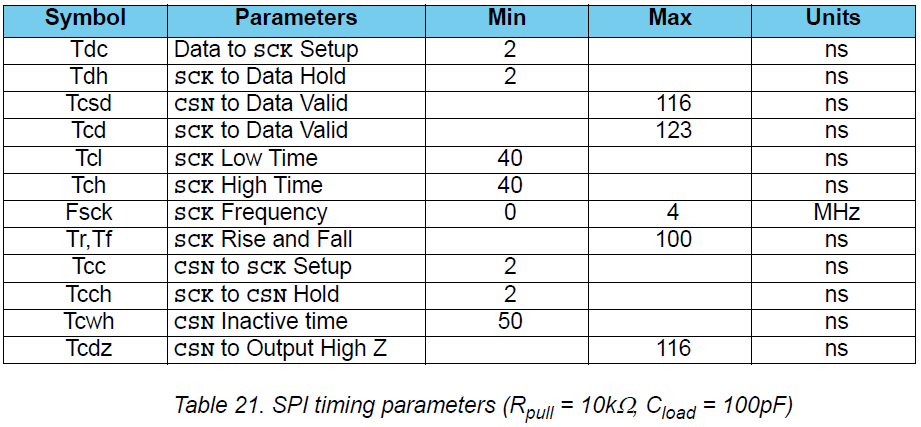 Symbol Parameters Min Max Units
Tdc Data to SCK Setup 2 ns
Tdh SCK to Data Hold 2 ns
Tcsd CSN to Data Valid 116 ns
Tcd SCK to Data Valid 123 ns
Tcl SCK Low Time 40 ns
Tch SCK High Time 40 ns
Fsck SCK Frequency 0 4 MHz
Tr,Tf SCK Rise and Fall 100 ns
Tcc CSN to SCK Setup 2 ns
Tcch SCK to CSN Hold 2 ns
Tcwh CSN Inactive time 50 ns
Tcdz CSN to Output High Z 116 ns
Table 21. SPI timing parameters (Rpull = 10kΩ, Cload = 100pF)